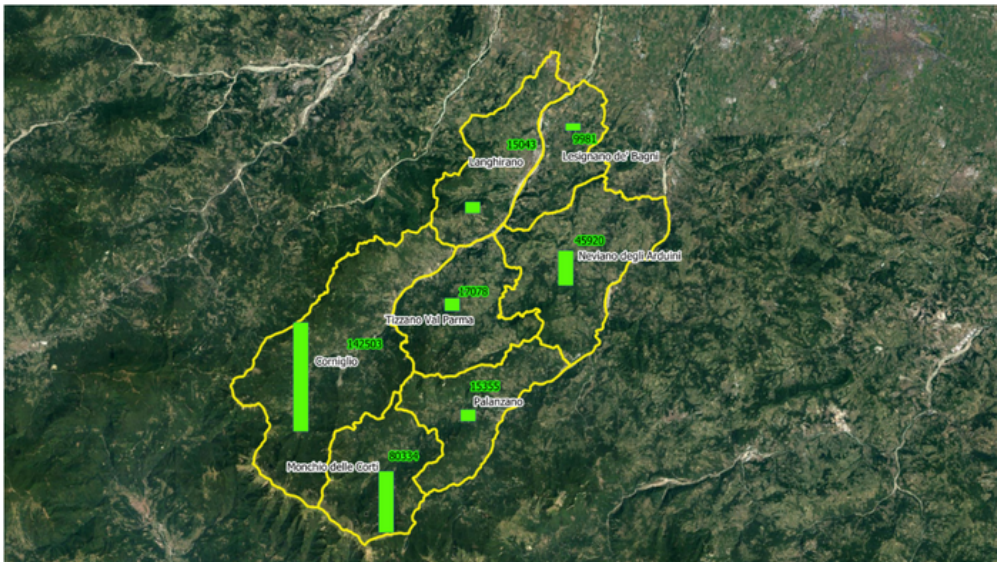 15043
9981
Langhirano
Lesignano de' Bagni
45920
Neviano degli Arduini
17078
Tizzano Val Parma
142503
Corniglio
15355
Palanzano
80334
Monchio delle Corti